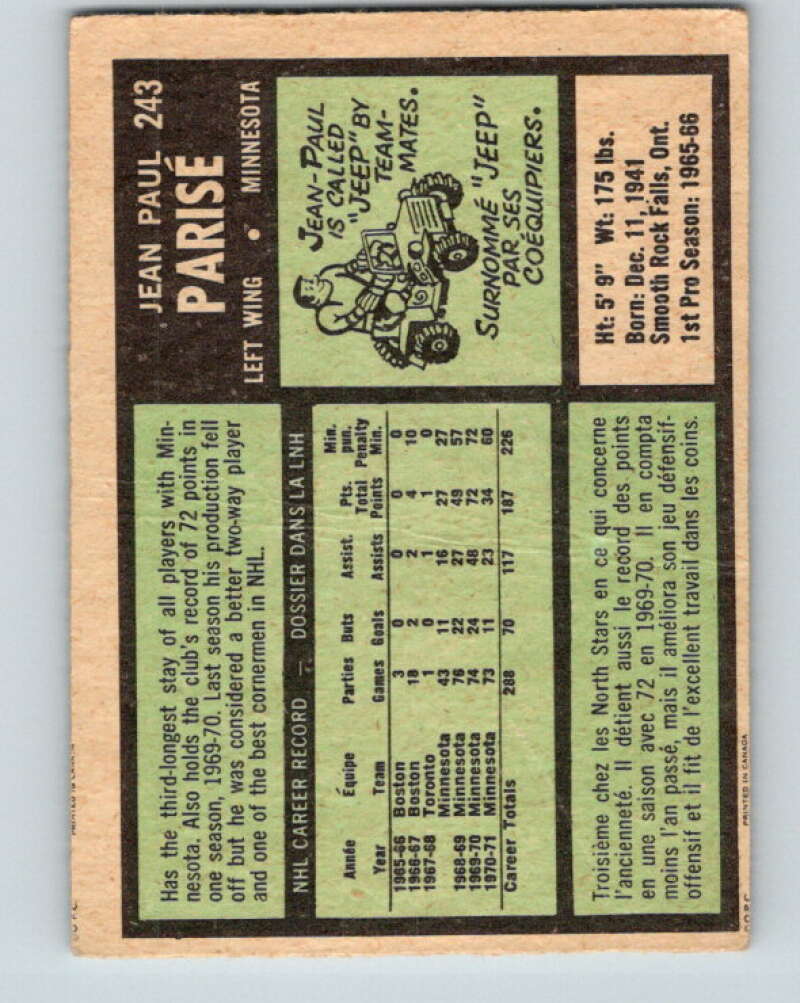 JEAN PAUL 243
PARISÉ
LEFT WING • MINNESOTA
Has the third-longest stay of all players with Min-
nesota. Also holds the club's record of 72 points in
one season, 1969-70. Last season his production fell
off but he was considered a better two-way player
and one of the best cornermen in NHL.
JEAN-PAUL
IS CALLED
"JEEP" BY
TEAM-
MATES.
SURNOMMÉ "JEEP"
PAR SES
COÉQUIPIERS.
NHL CAREER RECORD — DOSSIER DANS LA LNH
Année Équipe Parties Buts Assist. Pts. Total Min. pun.
Year Team Games Goals Assists Points Penalty Min.
1965-66 Boston 3 0 0 0 0
1966-67 Boston 18 2 2 4 10
1967-68 Toronto 1 0 1 1 0
Minnesota 43 11 16 27 27
1968-69 Minnesota 76 22 27 49 57
1969-70 Minnesota 74 24 48 72 72
1970-71 Minnesota 73 11 23 34 60
Career Totals 288 70 117 187 226
Ht: 5' 9" Wt: 175 lbs.
Born: Dec. 11, 1941
Smooth Rock Falls, Ont.
1st Pro Season: 1965-66
Troisième chez les North Stars en ce qui concerne
l'ancienneté. Il détient aussi le record des points
en une saison avec 72 en 1969-70. Il en compta
moins l'an passé, mais il améliora son jeu défensif-
offensif et il fit de l'excellent travail dans les coins.
O.P.C. PRINTED IN CANADA